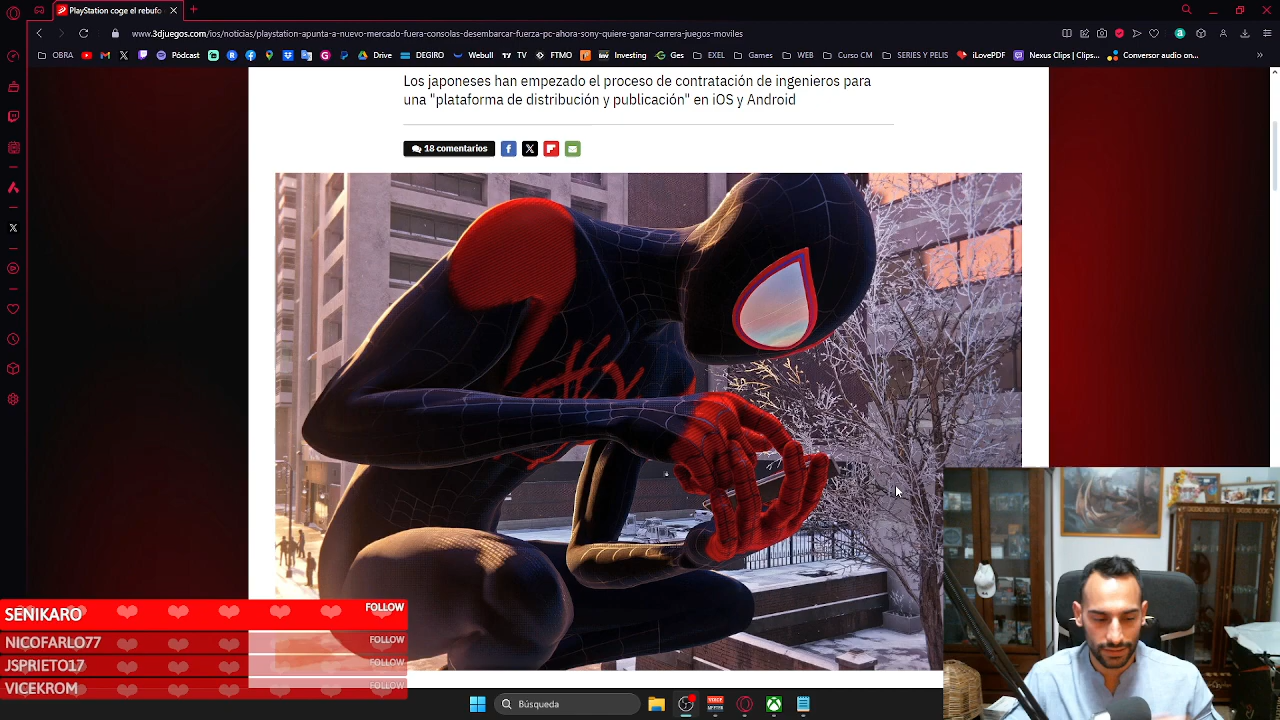 PlayStation coge el rebufo
www.3djuegos.com/ios/noticias/playstation-apunta-a-nuevo-mercado-fuera-consolas-desembarcar-fuerza-pc-ahora-sony-quiere-ganar-carrera-juegos-moviles
OBRA
Pódcast
Drive
DEGIRO
Webull
TV
FTMO
Investing
Ges
EXEL
Games
WEB
Curso CM
SERIES Y PELIS
iLovePDF
Nexus Clips | Clips...
Conversor audio on...
Los japoneses han empezado el proceso de contratación de ingenieros para
una "plataforma de distribución y publicación" en iOS y Android
18 comentarios
SENIKARO FOLLOW
NICOFARLO77 FOLLOW
JSPRIETO17 FOLLOW
VICEKROM FOLLOW
Búsqueda